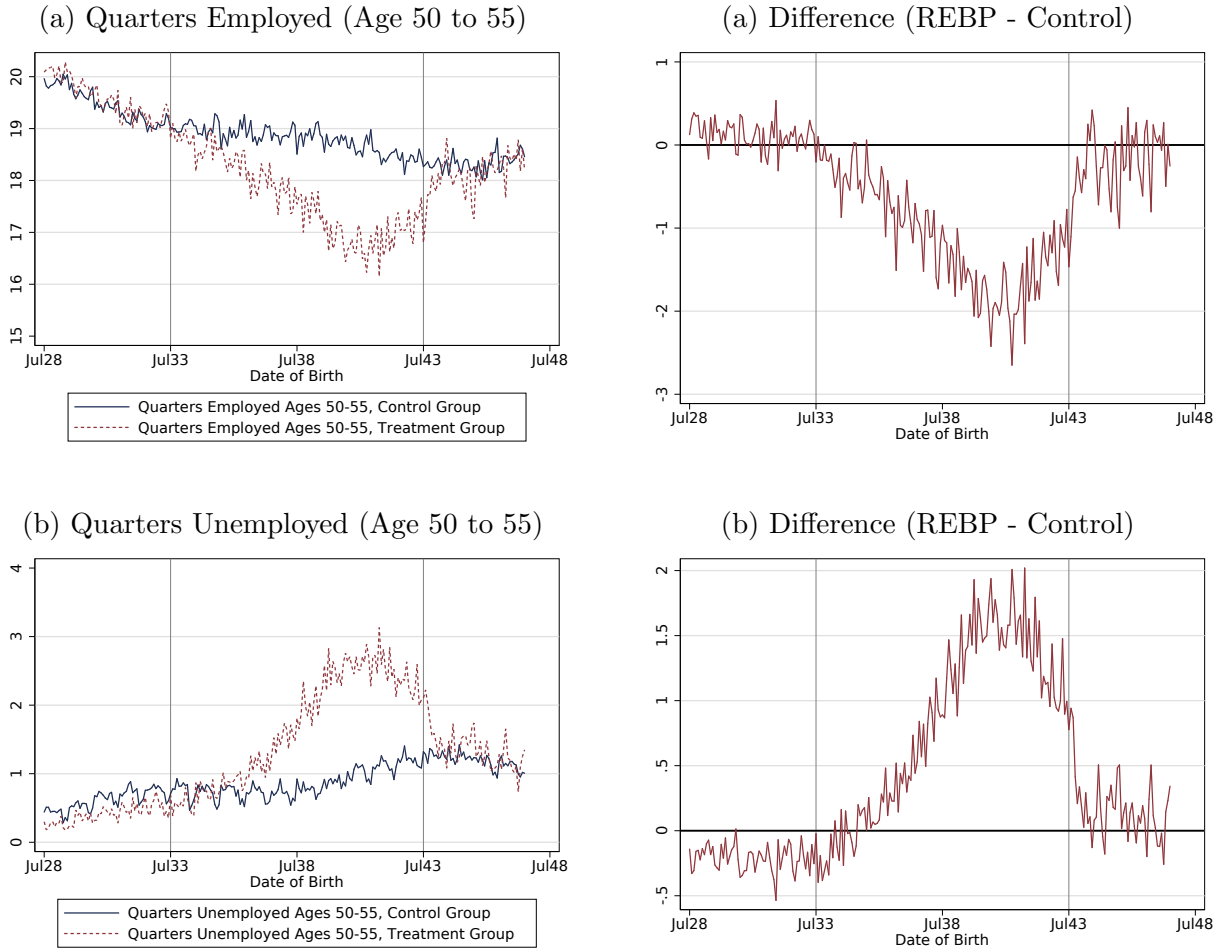 (a) Quarters Employed (Age 50 to 55)
20
19
18
17
16
15
Jul28 Jul33 Jul38 Jul43 Jul48
Date of Birth
Quarters Employed Ages 50-55, Control Group
Quarters Employed Ages 50-55, Treatment Group
(a) Difference (REBP - Control)
1
0
-1
-2
-3
Jul28 Jul33 Jul38 Jul43 Jul48
Date of Birth
(b) Quarters Unemployed (Age 50 to 55)
4
3
2
1
0
Jul28 Jul33 Jul38 Jul43 Jul48
Date of Birth
Quarters Unemployed Ages 50-55, Control Group
Quarters Unemployed Ages 50-55, Treatment Group
(b) Difference (REBP - Control)
2
1.5
1
.5
0
-.5
Jul28 Jul33 Jul38 Jul43 Jul48
Date of Birth